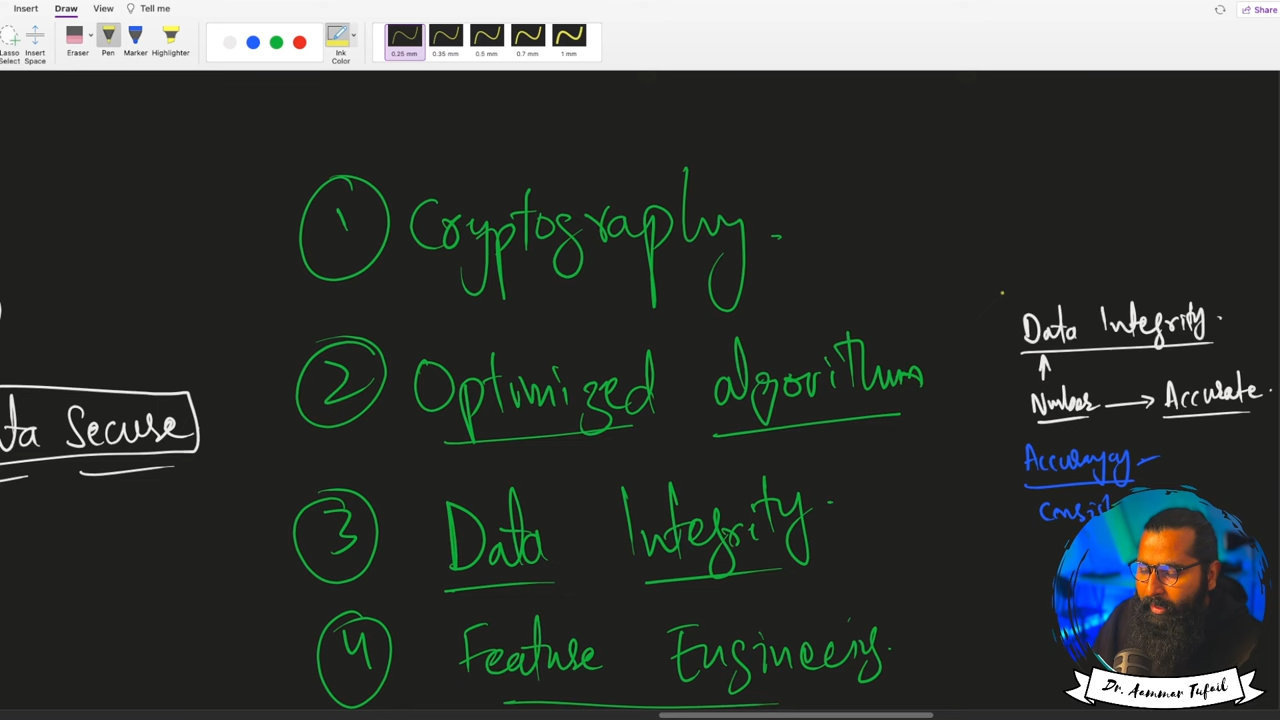 Insert Draw View Tell me
Share
Lasso Select
Insert Space
Eraser
Pen
Marker
Highlighter
Ink Color
0.25 mm
0.35 mm
0.5 mm
0.7 mm
1 mm
1 Cryptography.
2 Optimized algorithms
3 Data Integrity.
4 Feature Engineering.
ta Secure
Data Integrity.
Number → Accurate.
Accuracy –
consist
Dr. Aammar Tufail